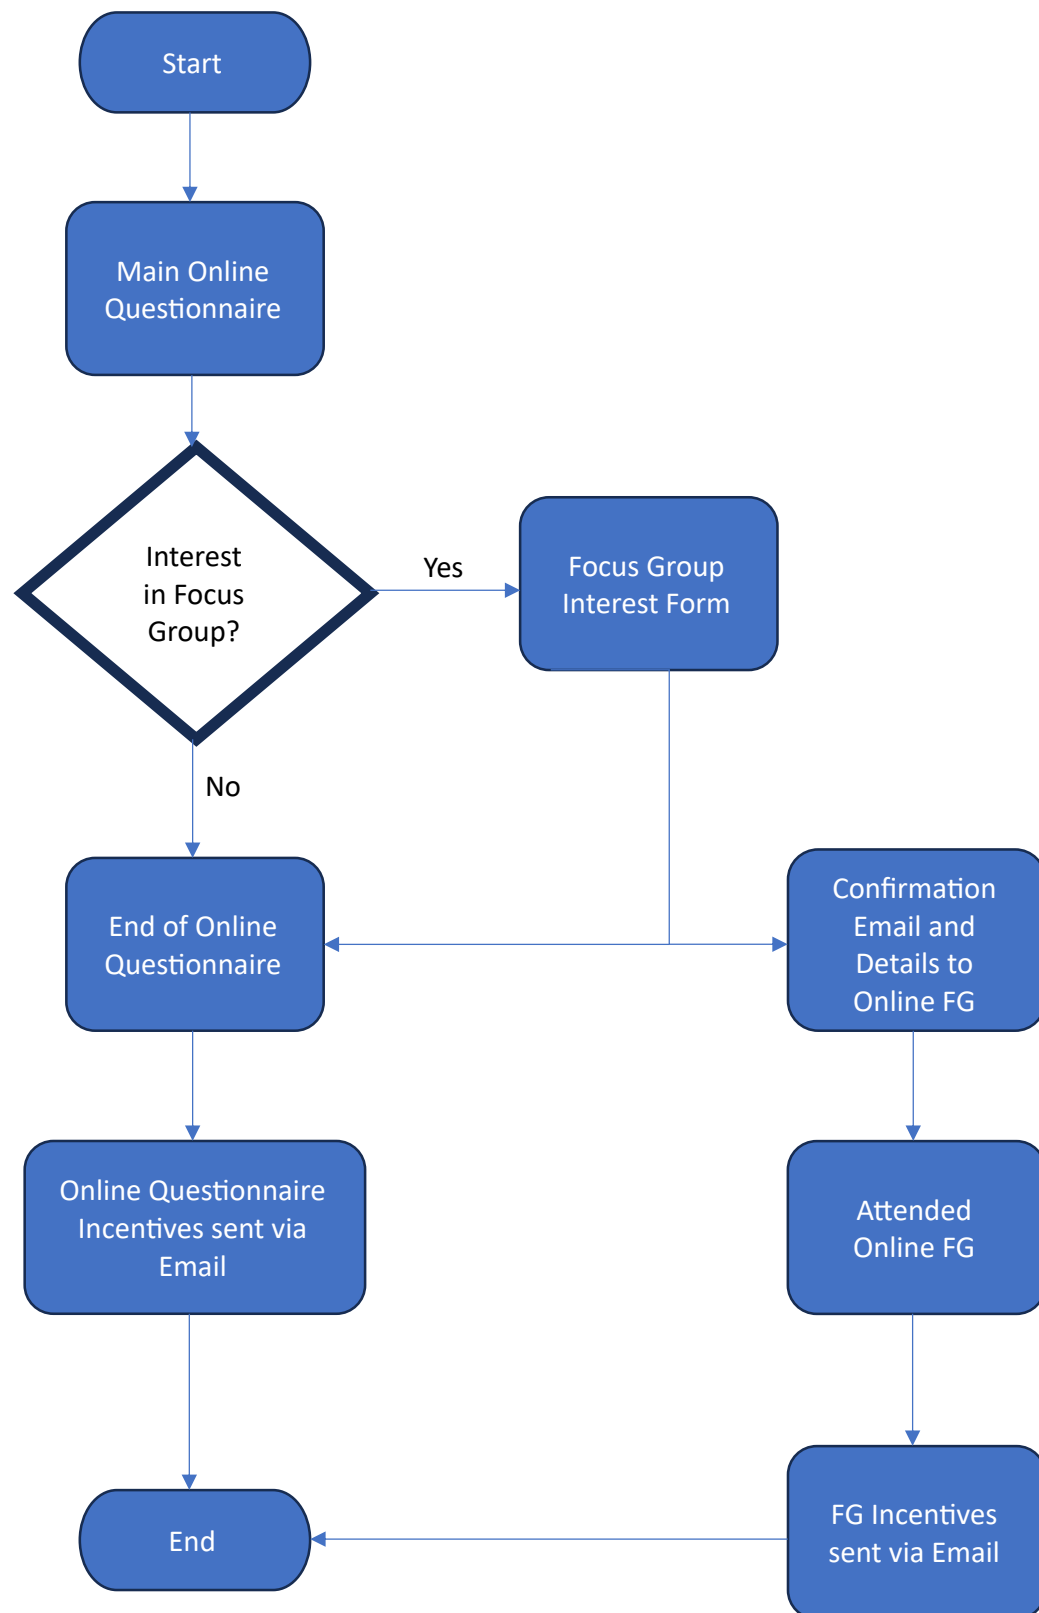 Start
Main Online
Questionnaire
Interest
in Focus
Group?
Yes
Focus Group
Interest Form
No
End of Online
Questionnaire
Confirmation
Email and
Details to
Online FG
Online Questionnaire
Incentives sent via
Email
Attended
Online FG
End
FG Incentives
sent via Email